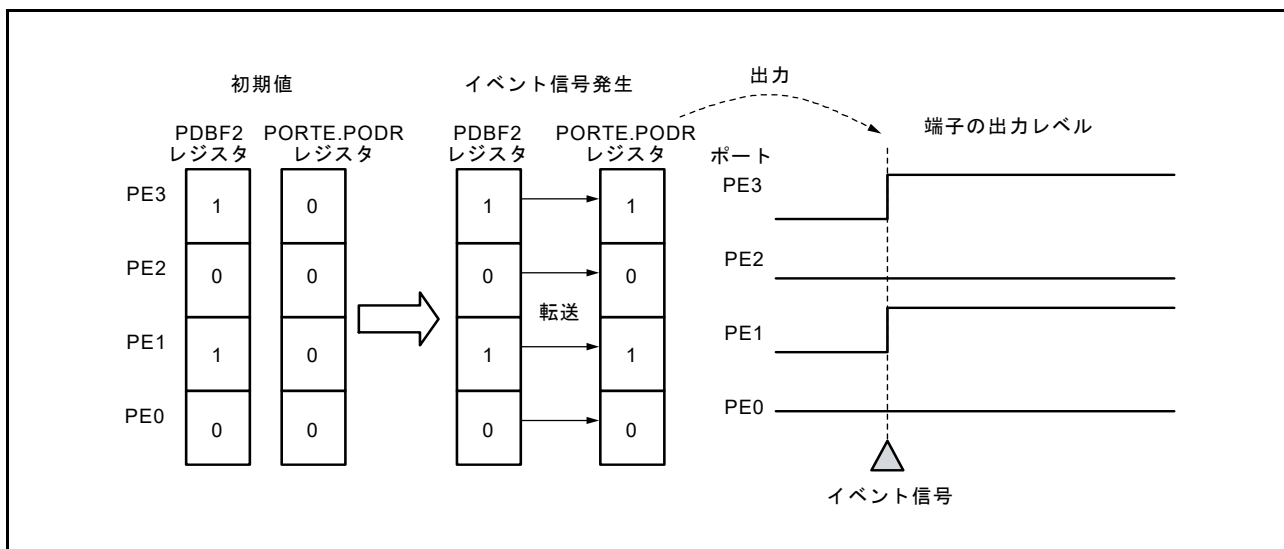 初期値
イベント信号発生
出力
端子の出力レベル
PDBF2
レジスタ
PORTE.PODR
レジスタ
PDBF2
レジスタ
PORTE.PODR
レジスタ
ポート
PE3
1
0
1
1
PE3
PE2
0
0
0
0
PE2
転送
PE1
1
0
1
1
PE1
PE0
0
0
0
0
PE0
イベント信号